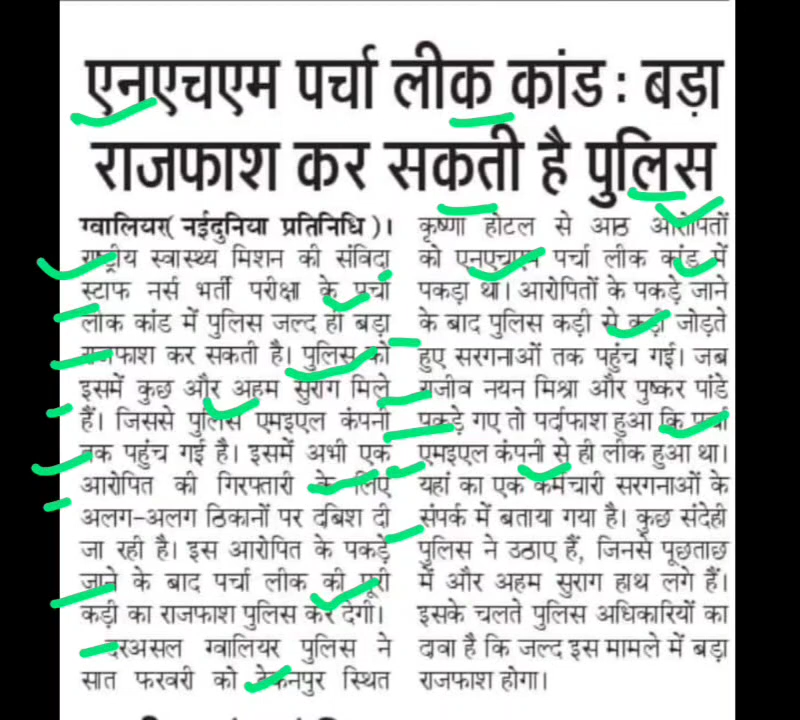 एनएचएम पर्चा लीक कांड : बड़ा
राजफाश कर सकती है पुलिस
ग्वालियर( नईदुनिया प्रतिनिधि )।
राष्ट्रीय स्वास्थ्य मिशन की संविदा
स्टाफ नर्स भर्ती परीक्षा के पर्चा
लीक कांड में पुलिस जल्द ही बड़ा
राजफाश कर सकती है। पुलिस को
इसमें कुछ और अहम सुराग मिले
हैं। जिससे पुलिस एमइएल कंपनी
तक पहुंच गई है। इसमें अभी एक
आरोपित की गिरफ्तारी के लिए
अलग-अलग ठिकानों पर दबिश दी
जा रही है। इस आरोपित के पकड़े
जाने के बाद पर्चा लीक की पूरी
कड़ी का राजफाश पुलिस कर देगी।
दरअसल ग्वालियर पुलिस ने
सात फरवरी को टेकनपुर स्थित
कृष्णा होटल से आठ आरोपितों
को एनएचएम पर्चा लीक कांड में
पकड़ा था। आरोपितों के पकड़े जाने
के बाद पुलिस कड़ी से कड़ी जोड़ते
हुए सरगनाओं तक पहुंच गई। जब
राजीव नयन मिश्रा और पुष्कर पांडे
पकड़े गए तो पर्दाफाश हुआ कि पर्चा
एमइएल कंपनी से ही लीक हुआ था।
यहां का एक कर्मचारी सरगनाओं के
संपर्क में बताया गया है। कुछ संदेही
पुलिस ने उठाए हैं, जिनसे पूछताछ
में और अहम सुराग हाथ लगे हैं।
इसके चलते पुलिस अधिकारियों का
दावा है कि जल्द इस मामले में बड़ा
राजफाश होगा।